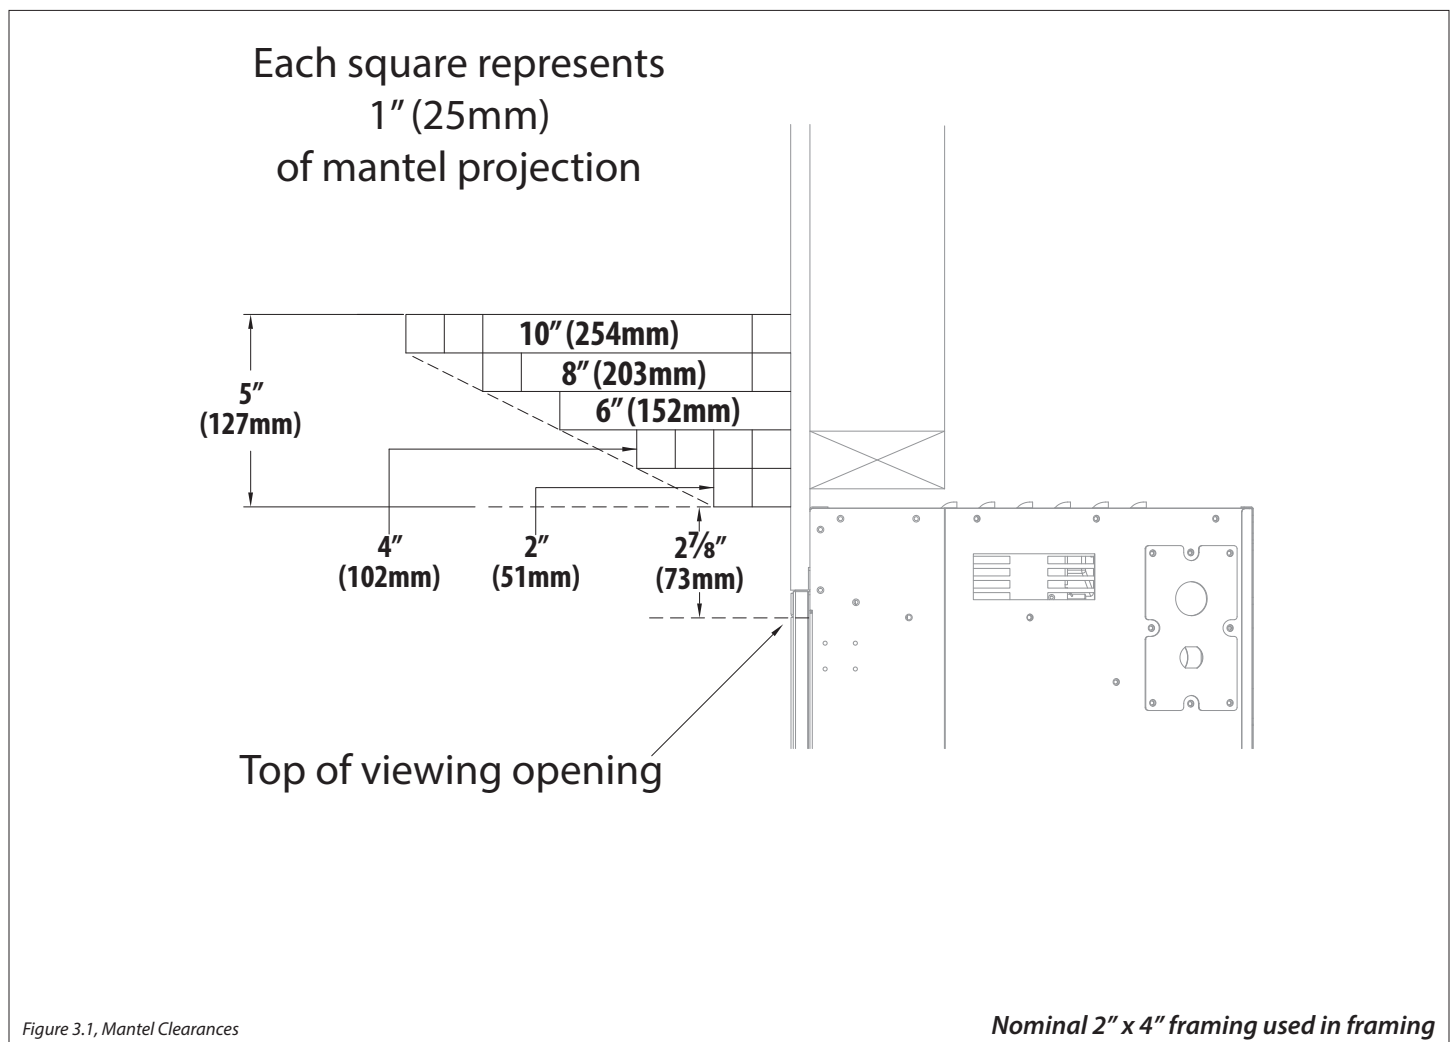 Each square represents
1” (25mm)
of mantel projection
10” (254mm)
8” (203mm)
6” (152mm)
5”
(127mm)
4”
(102mm)
2”
(51mm)
2⅞”
(73mm)
Top of viewing opening
Figure 3.1, Mantel Clearances
Nominal 2” x 4” framing used in framing